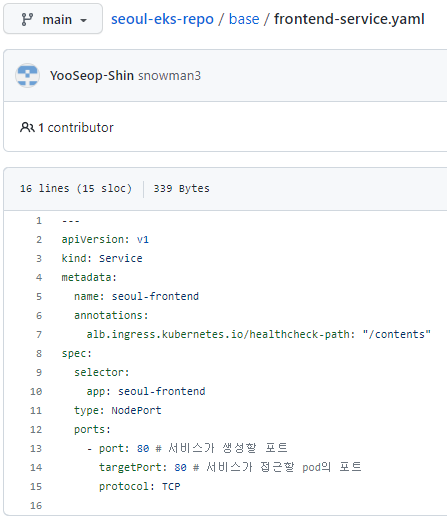 main
seoul-eks-repo / base / frontend-service.yaml
YooSeop-Shin snowman3
1 contributor
16 lines (15 sloc) 339 Bytes
1 ---
2 apiVersion: v1
3 kind: Service
4 metadata:
5   name: seoul-frontend
6   annotations:
7     alb.ingress.kubernetes.io/healthcheck-path: "/contents"
8 spec:
9   selector:
10     app: seoul-frontend
11   type: NodePort
12   ports:
13     - port: 80 # 서비스가 생성할 포트
14       targetPort: 80 # 서비스가 접근할 pod의 포트
15       protocol: TCP
16